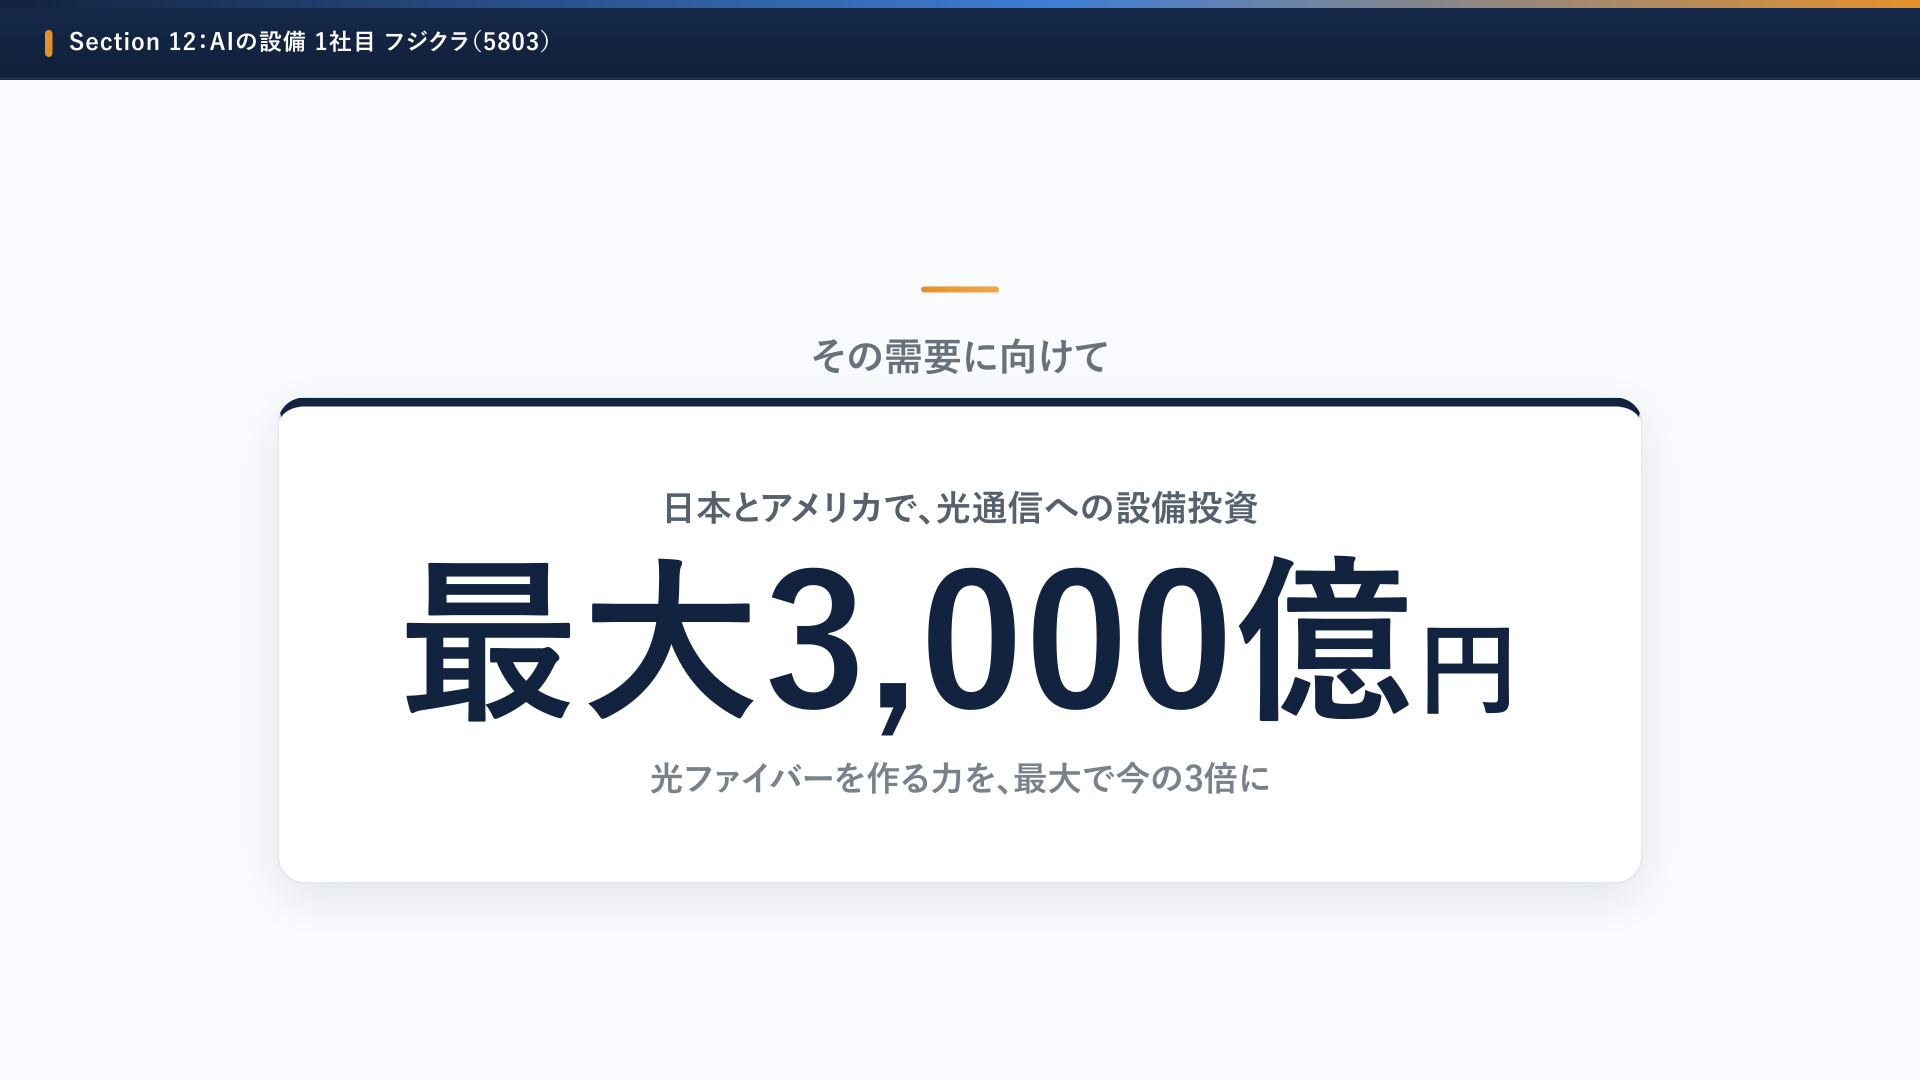 Section 12：AIの設備 1社目 フジクラ（5803）
その需要に向けて
日本とアメリカで、光通信への設備投資
最大3,000億円
光ファイバーを作る力を、最大で今の3倍に